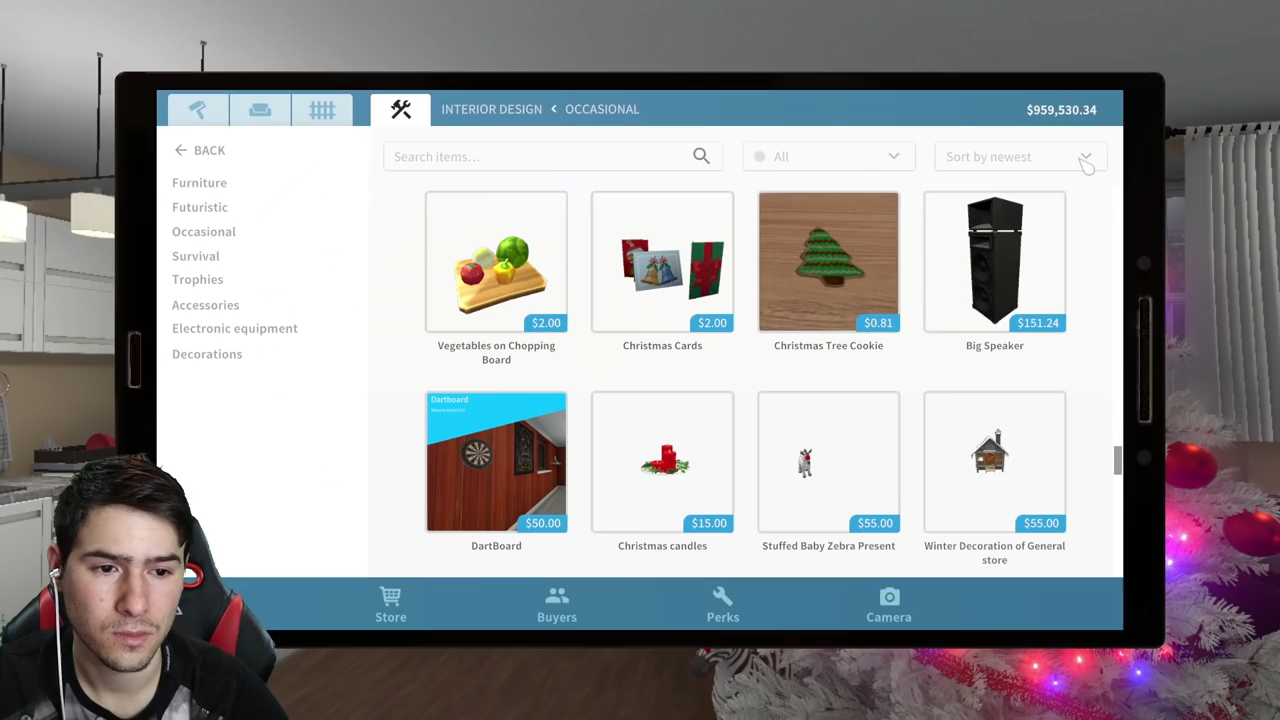 INTERIOR DESIGN < OCCASIONAL
$959,530.34
BACK
Search items...
All
Sort by newest
Furniture
Futuristic
Occasional
Survival
Trophies
Accessories
Electronic equipment
Decorations
$2.00
$2.00
$0.81
$151.24
Vegetables on Chopping
Board
Christmas Cards
Christmas Tree Cookie
Big Speaker
Dartboard
$50.00
$15.00
$55.00
$55.00
DartBoard
Christmas candles
Stuffed Baby Zebra Present
Winter Decoration of General
store
Store
Buyers
Perks
Camera